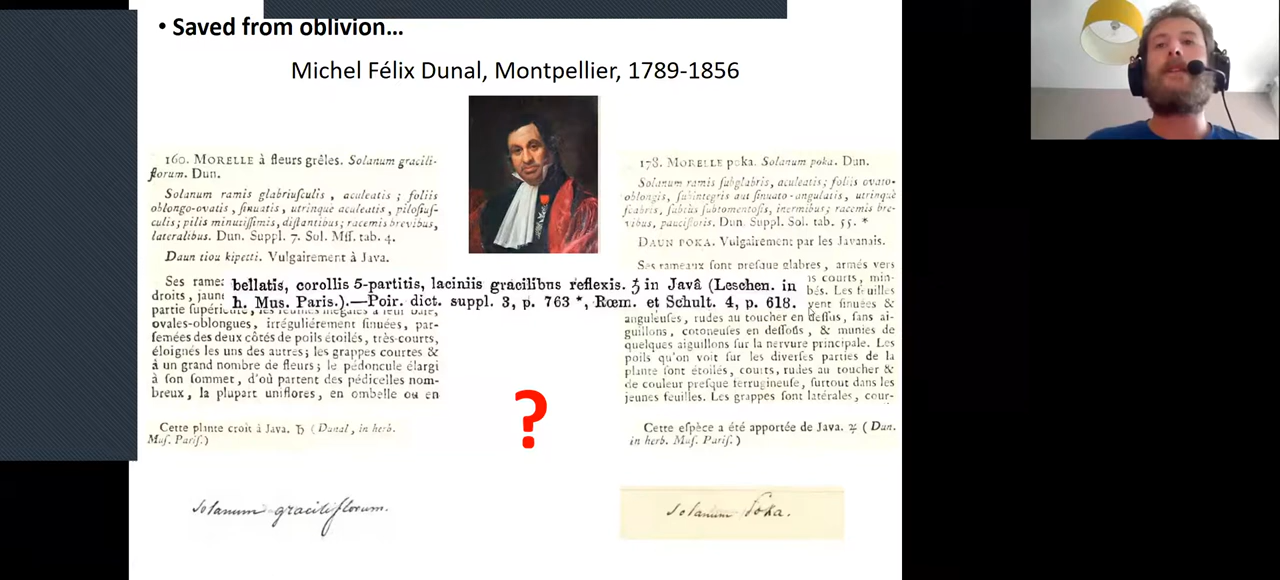 • Saved from oblivion…
Michel Félix Dunal, Montpellier, 1789-1856
160. MORELLE à fleurs grêles. Solanum gracili-
florum. Dun.
Solanum ramis glabriuſculis, aculeatis; foliis
oblongo-ovatis, ſinuatis, utrinquè aculeatis, piloſiuſ-
culis; pilis minutiſſimis, diſtantibus; racemis brevibus,
lateralibus. Dun. Suppl. 7. Sol. Mſſ. tab. 4.
Daun tiou kipetti. Vulgairement à Java.
Ses rame
droits, jaun
partie ſupérieure, les feuilles inégales à leur baſe,
ovales-oblongues, irréguliérement ſinuées, par-
ſemées des deux côtés de poils étoilés, très-courts,
éloignés les uns des autres; les grappes courtes &
à un grand nombre de fleurs; le pédoncule élargi
à ſon ſommet, d'où partent des pédicelles nom-
breux, la plupart uniflores, en ombelle ou en
Cette plante croît à Java. ♄ (Dunal, in herb.
Muſ. Pariſ.)
bellatis, corollis 5-partitis, laciniis gracilibus reflexis. ♄ in Javâ (Leschen. in
h. Mus. Paris.).—Poir. dict. suppl. 3, p. 763 *, Rœm. et Schult. 4, p. 618.
178. MORELLE poka. Solanum poka. Dun.
Solanum ramis ſubglabris, aculeatis; foliis ovato-
oblongis, ſubintegris aut ſinuato-angulatis, utrinquè
ſcabris, ſubtùs ſubtomentoſis, inermibus; racemis bre-
vibus, paucifloris. Dun. Suppl. Sol. tab. 55. *
DAUN POKA. Vulgairement par les Javanais.
Ses rameaux ſont preſque glabres, armés vers
is courts, min-
bés. Les feuilles
ſinuées &
anguleuſes, rudes au toucher en deſſus, ſans ai-
guillons, cotoneuſes en deſſous, & munies de
quelques aiguillons ſur la nervure principale. Les
poils qu'on voit ſur les diverſes parties de la
plante ſont étoilés, courts, rudes au toucher &
de couleur preſque ferrugineuſe, ſurtout dans les
jeunes feuilles. Les grappes ſont latérales, cour-
Cette eſpèce a été apportée de Java. ♃ (Dun.
in herb. Muſ. Pariſ.)
?
Solanum graciliflorum.
Solanum Poka.